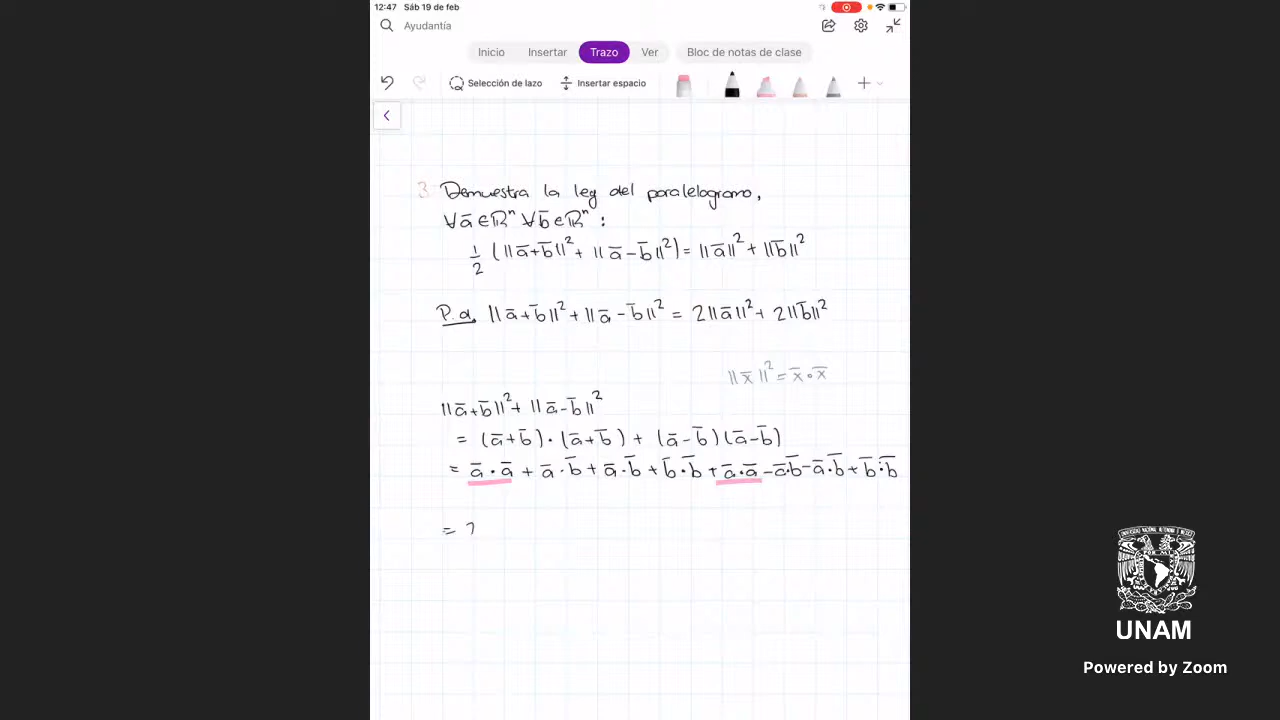 12:47 Sáb 19 de feb
Ayudantía
Inicio Insertar Trazo Ver Bloc de notas de clase
Selección de lazo Insertar espacio
3 Demuestra la ley del paralelogramo,
∀ā∈ℝⁿ ∀b̄∈ℝⁿ:
1/2 (||ā+b̄||² + ||ā-b̄||²) = ||ā||² + ||b̄||²
P.d. ||ā+b̄||² + ||ā-b̄||² = 2||ā||² + 2||b̄||²
||x̄||² = x̄•x̄
||ā+b̄||² + ||ā-b̄||²
= (ā+b̄)•(ā+b̄) + (ā-b̄)(ā-b̄)
= ā•ā + ā•b̄ + ā•b̄ + b̄•b̄ + ā•ā - ā•b̄ - ā•b̄ + b̄•b̄
= 2
UNAM
Powered by Zoom